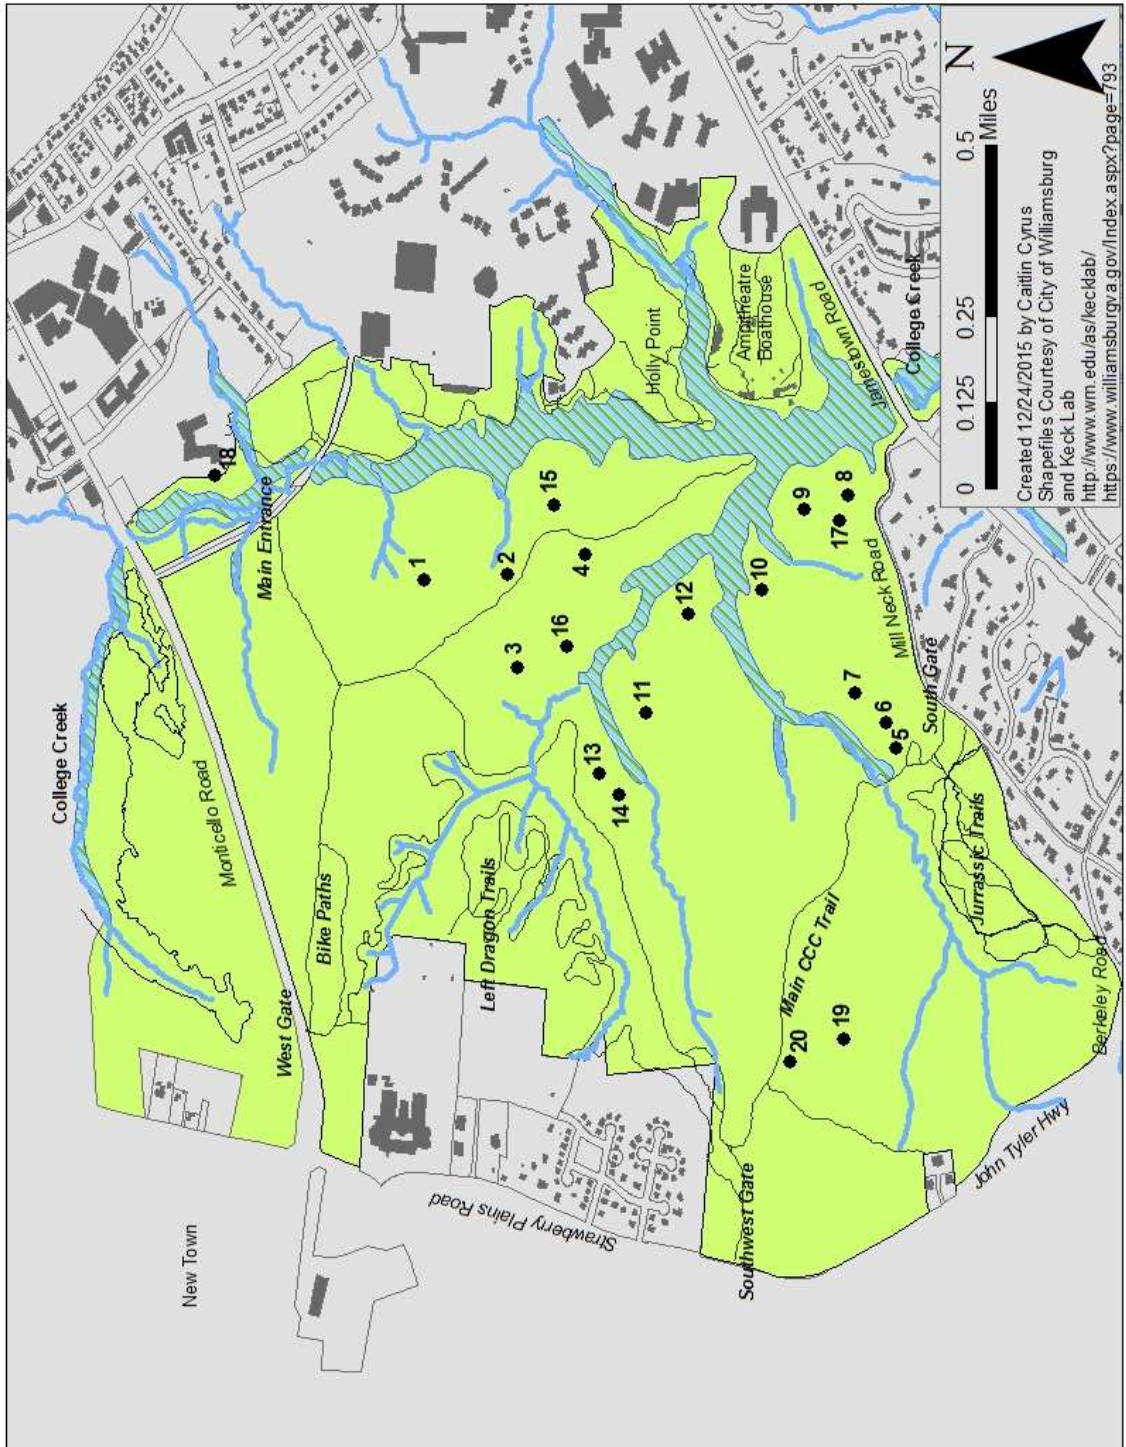 New Town
College Creek
Monticello Road
West Gate
Bike Paths
Main Entrance
18
1
2
15
4
3
16
12
11
13
14
Left Dragon Trails
Strawberry Plains Road
Southwest Gate
Holly Point
Ampitheatre
Boathouse
Jamestown Road
College Creek
9
8
17
10
7
6
5
Mill Neck Road
South Gate
Jurrassic Trails
Main CCC Trail
20
19
Berkeley Road
John Tyler Hwy
N
0 0.125 0.25 0.5
Miles
Created 12/24/2015 by Caitlin Cyrus
Shapefiles Courtesy of City of Williamsburg
and Keck Lab
http://www.wm.edu/as/kecklab/
https://www.williamsburgva.gov/Index.aspx?page=793